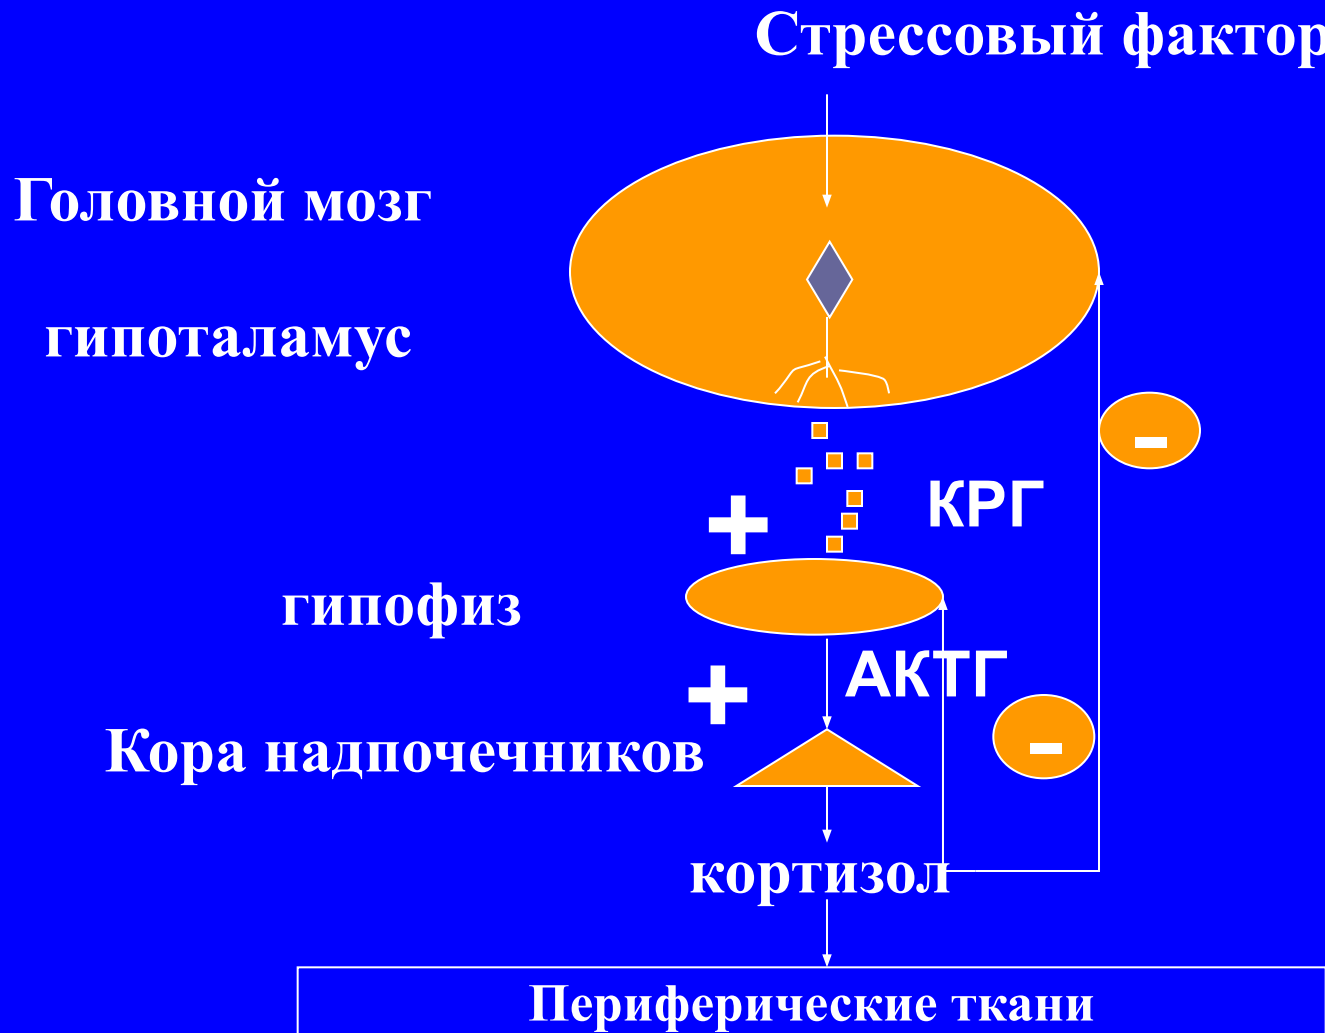 Стрессовый фактор
Головной мозг
гипоталамус
-
КРГ
+
гипофиз
АКТГ
+
-
Кора надпочечников
кортизол
Периферические ткани